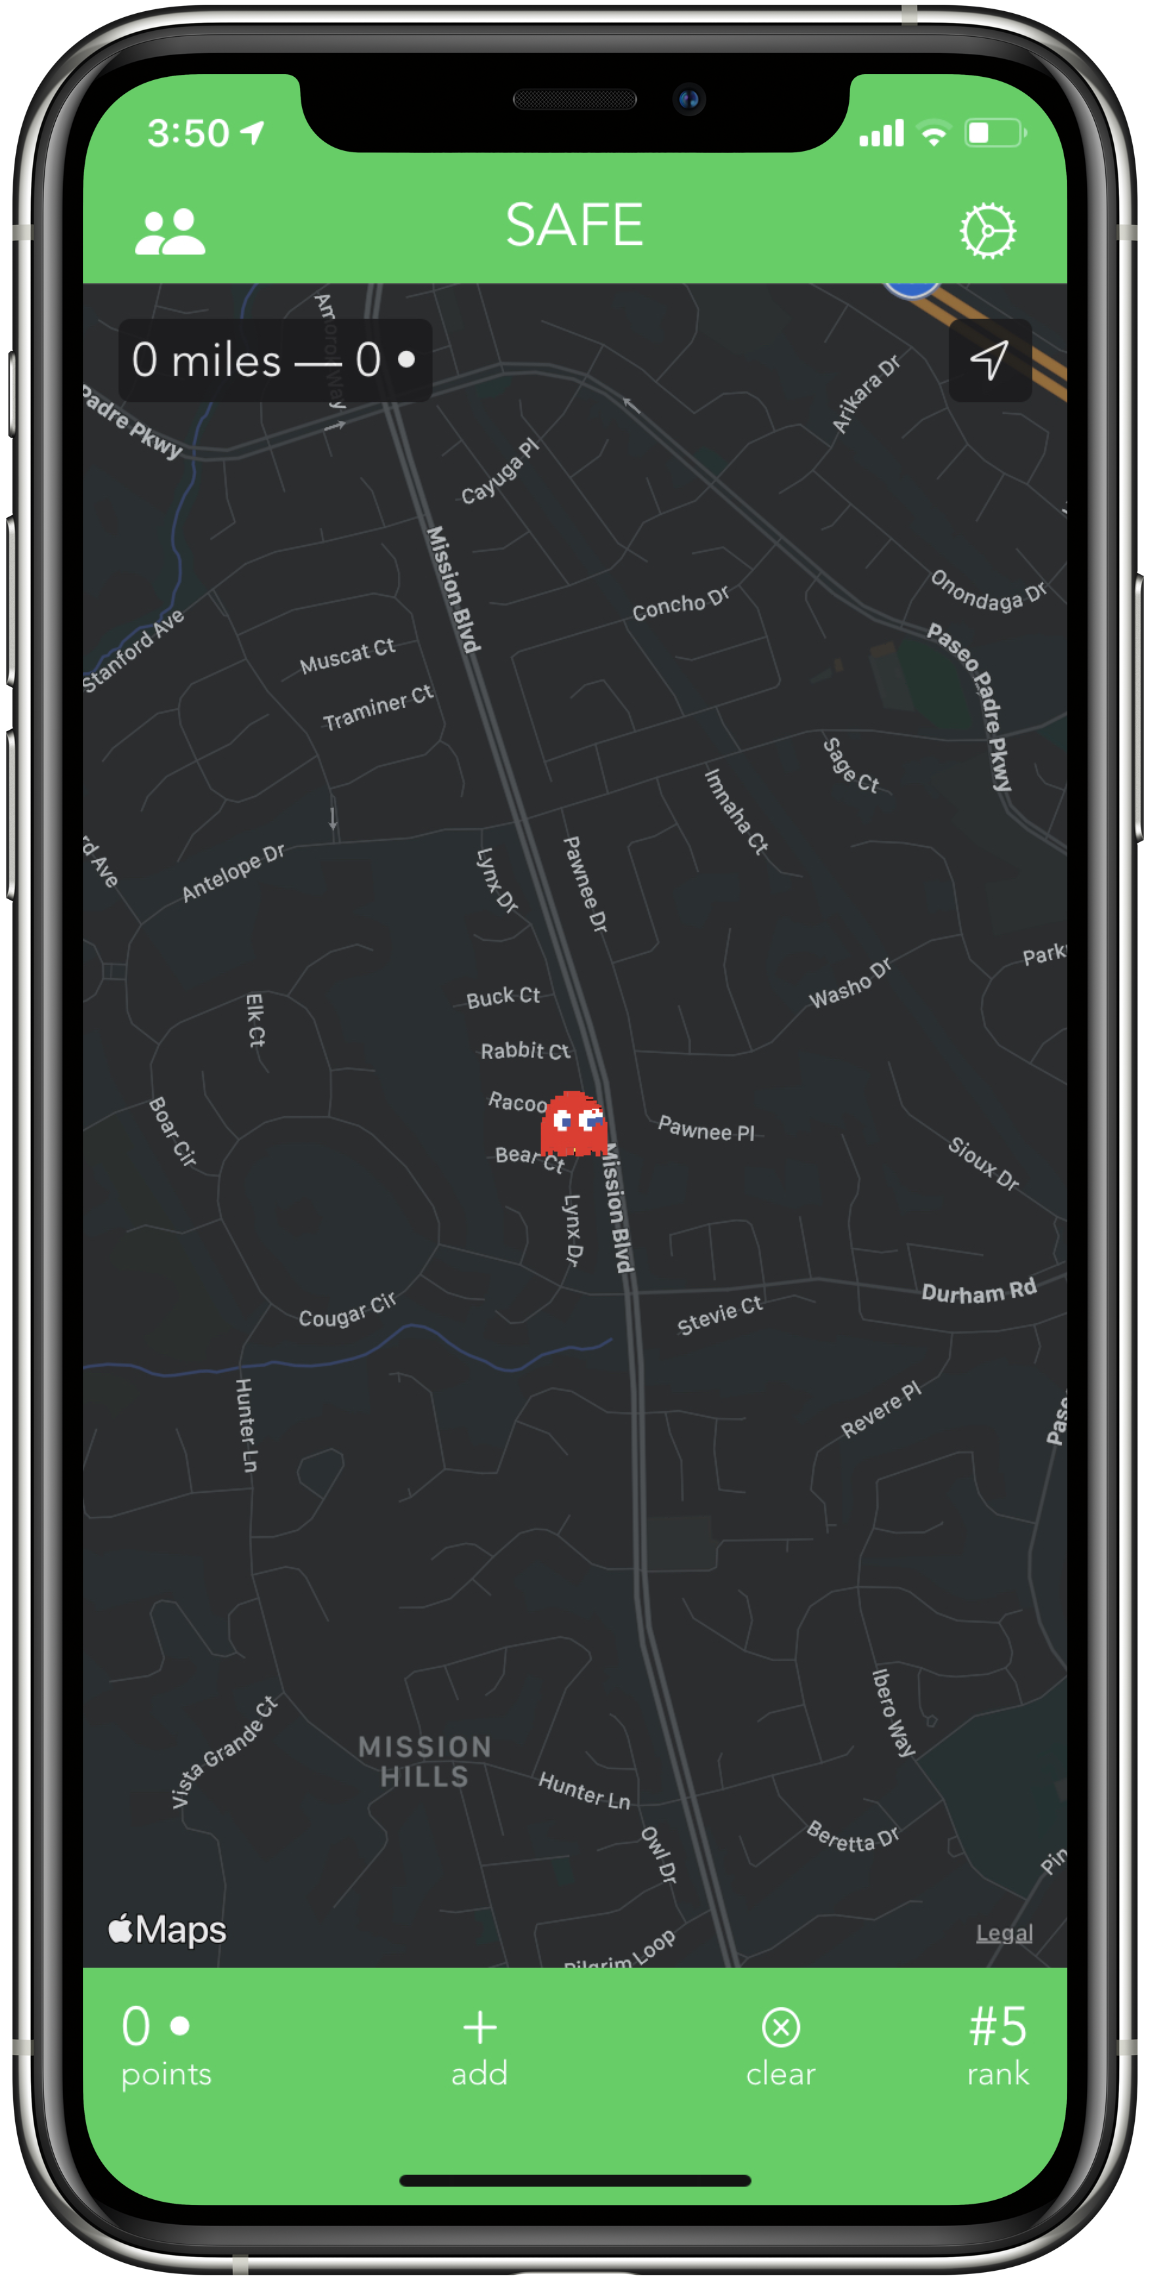 3:50
SAFE
0 miles — 0 •
Padre Pkwy
Arikara Dr
Cayuga Pl
Mission Blvd
Concho Dr
Onondaga Dr
Stanford Ave
Muscat Ct
Traminer Ct
Paseo Padre Pkwy
Sage Ct
Imnaha Ct
rd Ave
Antelope Dr
Lynx Dr
Pawnee Dr
Park
Washo Dr
Buck Ct
Elk Ct
Rabbit Ct
Racoo
Boar Cir
Pawnee Pl
Bear Ct
Mission Blvd
Sioux Dr
Lynx Dr
Durham Rd
Cougar Cir
Stevie Ct
Hunter Ln
Revere Pl
Pase
Ibero Way
Vista Grande Ct
MISSION
HILLS
Hunter Ln
Owl Dr
Beretta Dr
Pin
Maps
Pilgrim Loop
Legal
0 •
points
+
add
clear
#5
rank